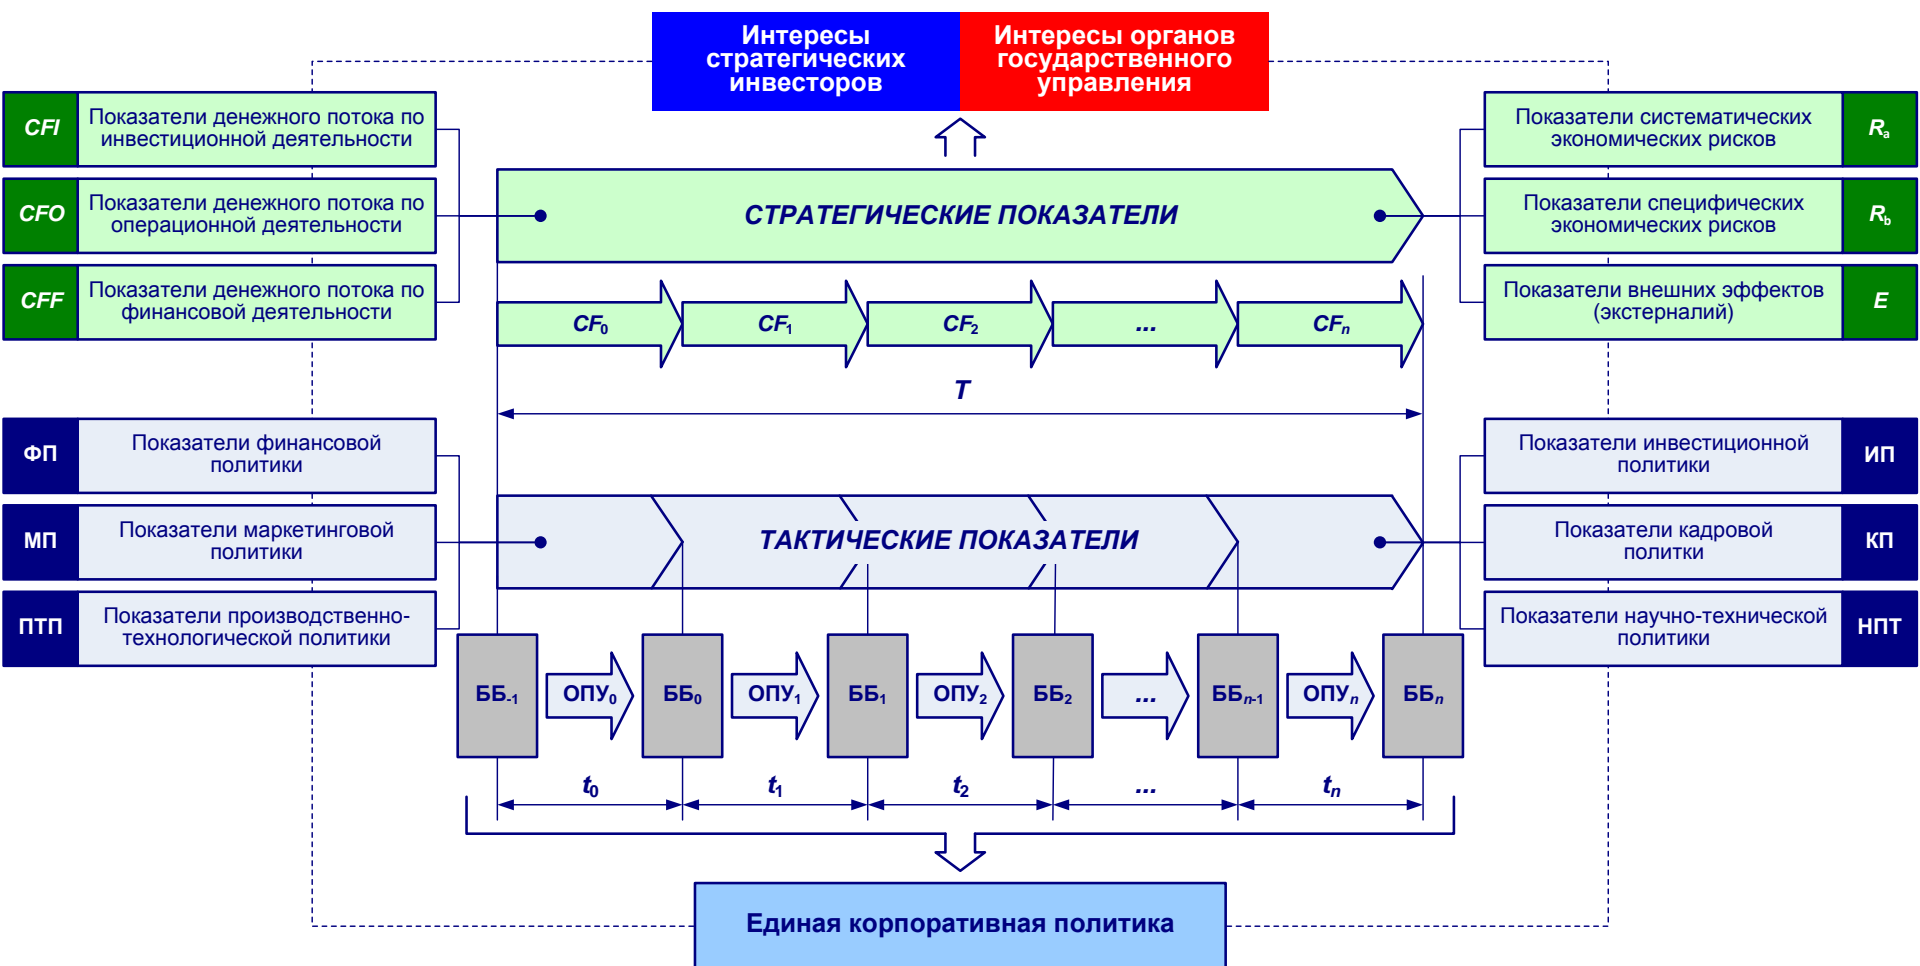 Интересы
стратегических
инвесторов
Интересы органов
государственного
управления
CFI
Показатели денежного потока по
инвестиционной деятельности
CFO
Показатели денежного потока по
операционной деятельности
CFF
Показатели денежного потока по
финансовой деятельности
СТРАТЕГИЧЕСКИЕ ПОКАЗАТЕЛИ
Показатели систематических
экономических рисков
Ra
Показатели специфических
экономических рисков
Rb
Показатели внешних эффектов
(экстерналий)
E
CF0
CF1
CF2
...
CFn
T
ФП
Показатели финансовой
политики
МП
Показатели маркетинговой
политики
ПТП
Показатели производственно-
технологической политики
ТАКТИЧЕСКИЕ ПОКАЗАТЕЛИ
Показатели инвестиционной
политики
ИП
Показатели кадровой
политки
КП
Показатели научно-технической
политики
НПТ
ББ-1
ОПУ0
ББ0
ОПУ1
ББ1
ОПУ2
ББ2
...
ББn-1
ОПУn
ББn
t0
t1
t2
...
tn
Единая корпоративная политика